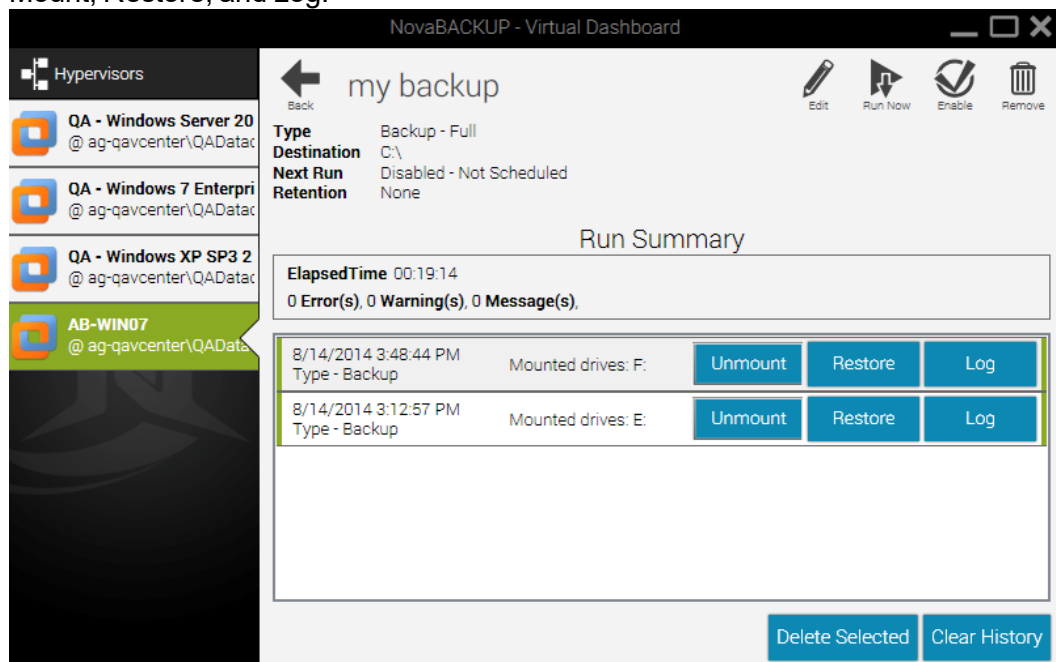 Mount, Restore, and Log.
NovaBACKUP - Virtual Dashboard
Hypervisors
QA - Windows Server 20
@ ag-qavcenter\QADatac
QA - Windows 7 Enterpri
@ ag-qavcenter\QADatac
QA - Windows XP SP3 2
@ ag-qavcenter\QADatac
AB-WIN07
@ ag-qavcenter\QAData
Back
my backup
Edit
Run Now
Enable
Remove
Type Backup - Full
Destination C:\
Next Run Disabled - Not Scheduled
Retention None
Run Summary
ElapsedTime 00:19:14
0 Error(s), 0 Warning(s), 0 Message(s),
8/14/2014 3:48:44 PM
Type - Backup
Mounted drives: F:
Unmount
Restore
Log
8/14/2014 3:12:57 PM
Type - Backup
Mounted drives: E:
Unmount
Restore
Log
Delete Selected
Clear History